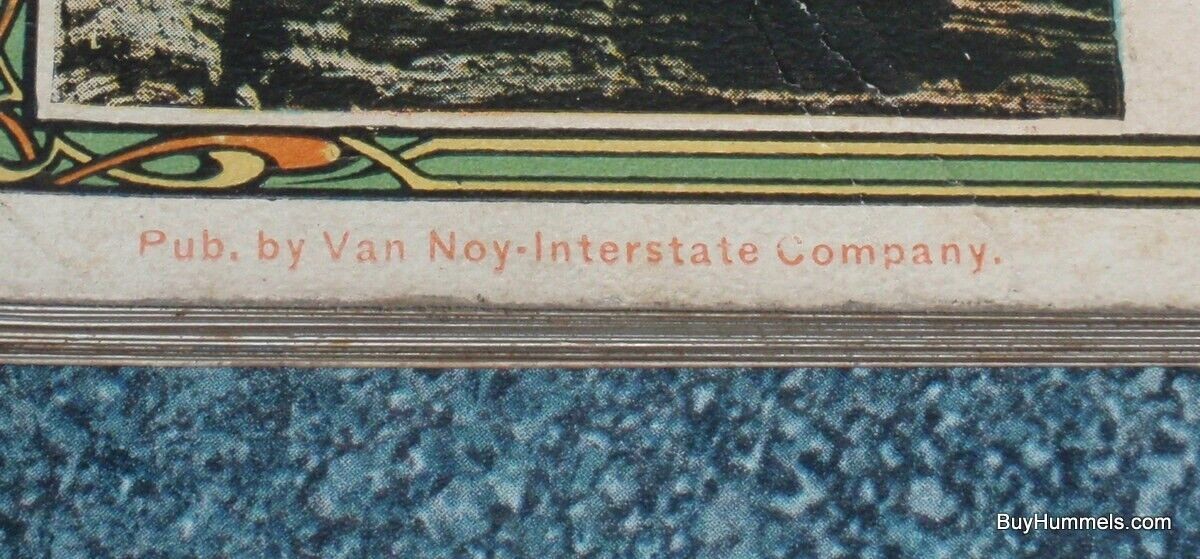 Pub. by Van Noy-Interstate Company.
BuyHummels.com